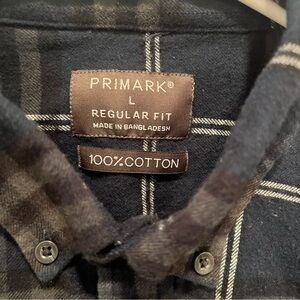 PRIMARK®
L
REGULAR FIT
MADE IN BANGLADESH
100%COTTON